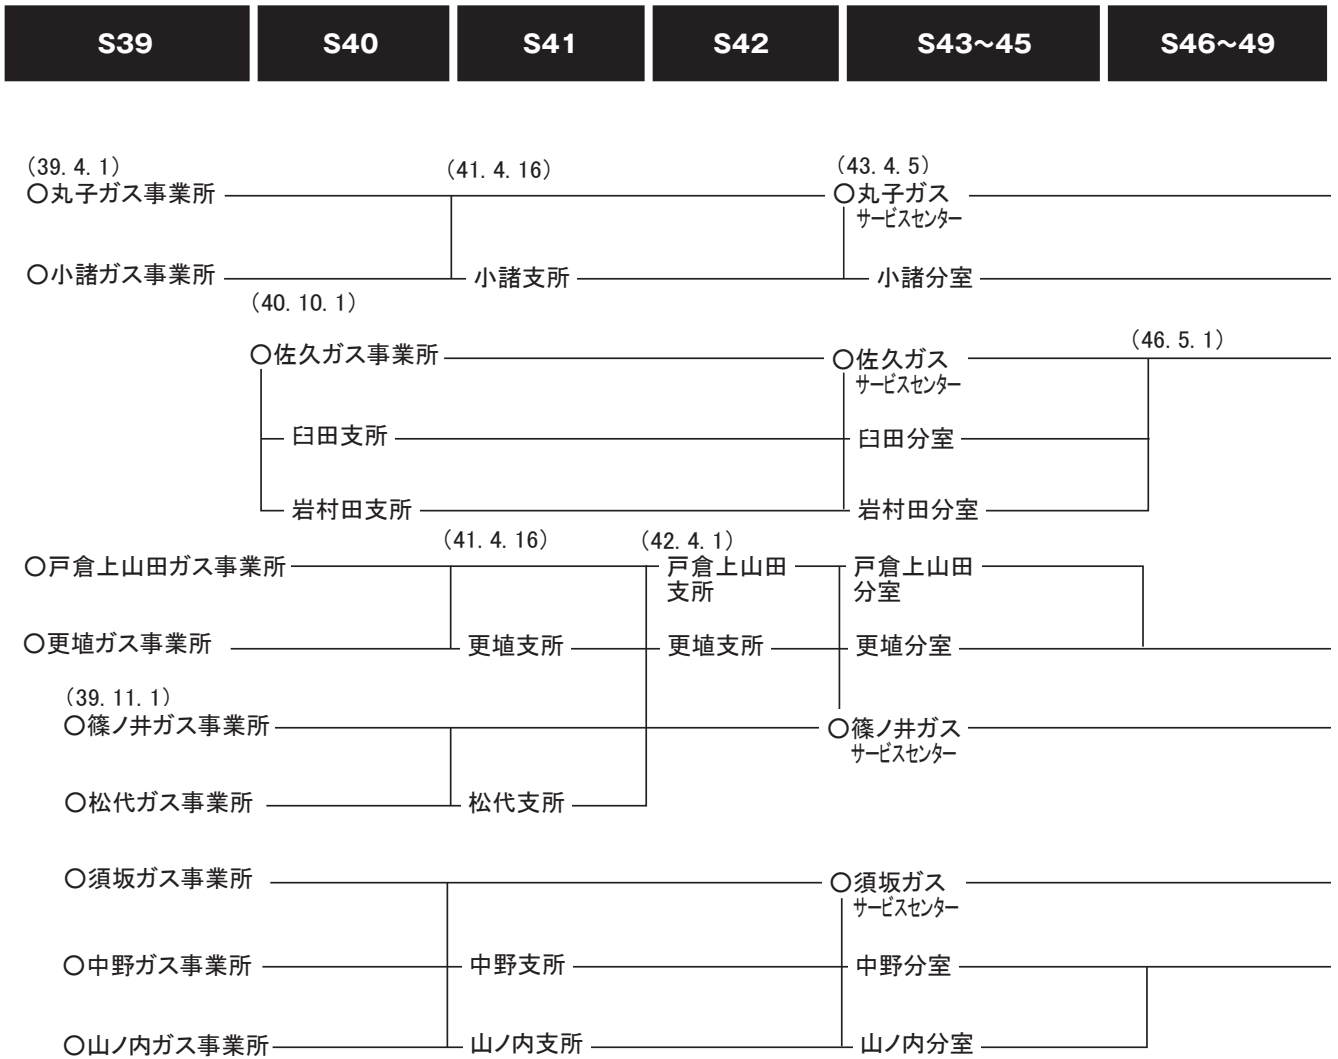 S39 S40 S41 S42 S43~45 S46~49
(39.4.1) (41.4.16) (43.4.5)
○丸子ガス事業所 ○丸子ガス
サービスセンター
○小諸ガス事業所 小諸支所 小諸分室
(40.10.1)
(46.5.1)
○佐久ガス事業所 ○佐久ガス
サービスセンター
臼田支所 臼田分室
岩村田支所 岩村田分室
(41.4.16) (42.4.1)
○戸倉上山田ガス事業所 戸倉上山田 戸倉上山田
支所 分室
○更埴ガス事業所 更埴支所 更埴支所 更埴分室
(39.11.1)
○篠ノ井ガス事業所 ○篠ノ井ガス
サービスセンター
○松代ガス事業所 松代支所
○須坂ガス事業所 ○須坂ガス
サービスセンター
○中野ガス事業所 中野支所 中野分室
○山ノ内ガス事業所 山ノ内支所 山ノ内分室